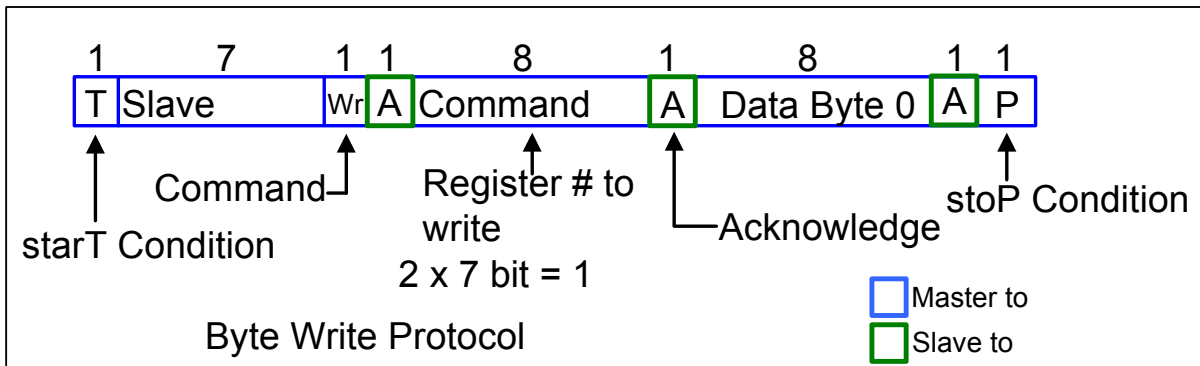 1 7 1 1 8 1 8 1 1
T Slave Wr A Command A Data Byte 0 A P
Command
Register # to
write
2 x 7 bit = 1
Acknowledge
stoP Condition
starT Condition
Byte Write Protocol
Master to
Slave to